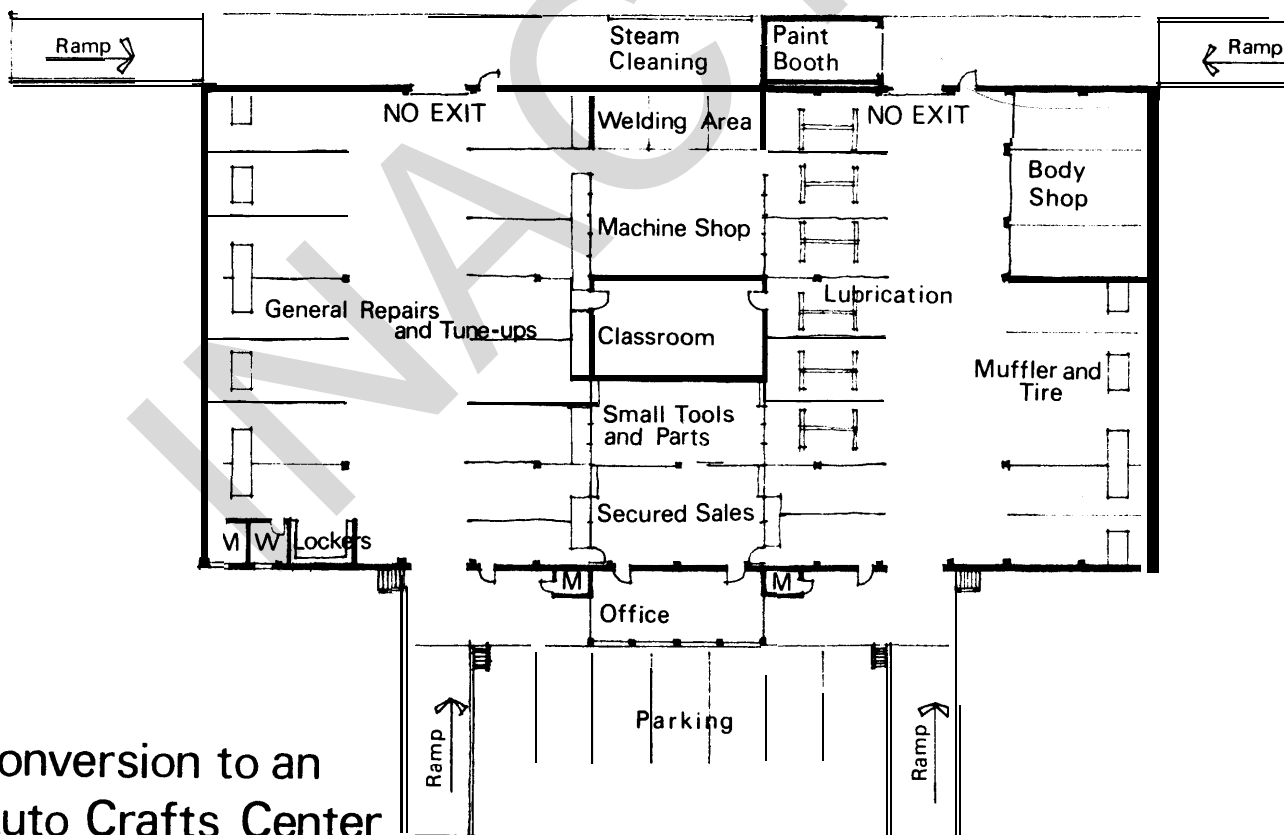 Ramp
Steam
Cleaning
Paint
Booth
Ramp
NO EXIT
Welding Area
NO EXIT
Body
Shop
Machine Shop
General Repairs
and Tune-ups
Lubrication
Classroom
Muffler and
Tire
Small Tools
and Parts
Secured Sales
M W Lockers
M
M
Office
Parking
Ramp
Ramp
onversion to an
uto Crafts Center
INAC